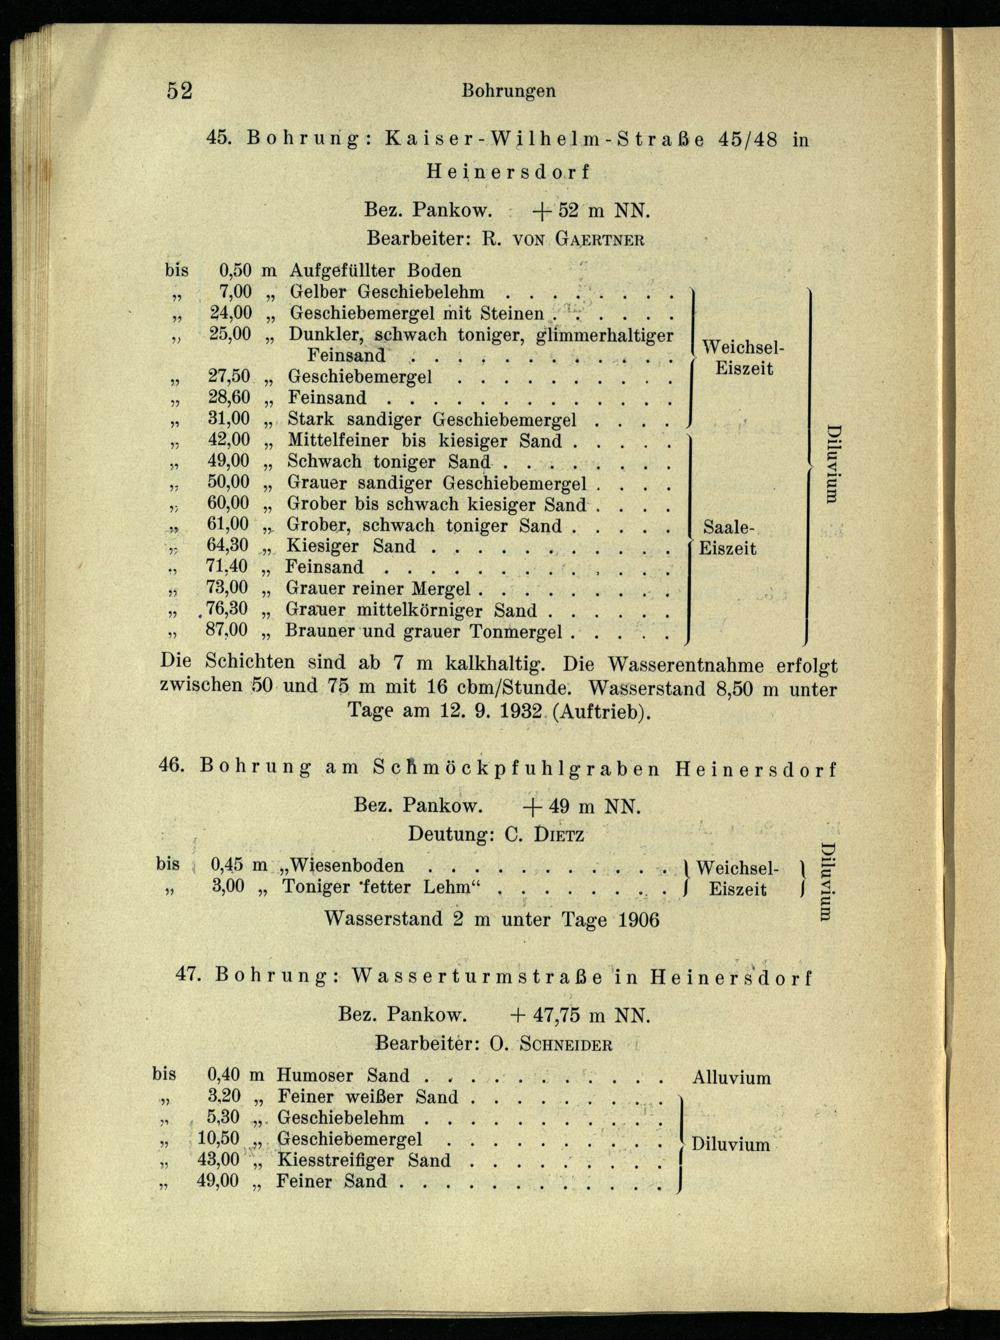 52 Bohrungen
45. Bohrung: Kaiser-Wilhelm-Straße 45/48 in
Heinersdorf
Bez. Pankow. + 52 m NN.
Bearbeiter: R. VON GAERTNER
bis 0,50 m Aufgefüllter Boden
„ 7,00 „ Gelber Geschiebelehm . . . . . . . .
„ 24,00 „ Geschiebemergel mit Steinen . . . . . .
„ 25,00 „ Dunkler, schwach toniger, glimmerhaltiger
Feinsand . . . . . . . . . . . .
Weichsel-
Eiszeit
„ 27,50 „ Geschiebemergel . . . . . . . . . .
„ 28,60 „ Feinsand . . . . . . . . . . . . .
„ 31,00 „ Stark sandiger Geschiebemergel . . . .
„ 42,00 „ Mittelfeiner bis kiesiger Sand . . . . .
„ 49,00 „ Schwach toniger Sand . . . . . . . .
Diluvium
„ 50,00 „ Grauer sandiger Geschiebemergel . . . .
„ 60,00 „ Grober bis schwach kiesiger Sand . . . .
„ 61,00 „ Grober, schwach toniger Sand . . . . . Saale-
„ 64,30 „ Kiesiger Sand . . . . . . . . . . . Eiszeit
„ 71,40 „ Feinsand . . . . . . . . . . . . .
„ 73,00 „ Grauer reiner Mergel . . . . . . . . .
„ 76,30 „ Grauer mittelkörniger Sand . . . . . .
„ 87,00 „ Brauner und grauer Tonmergel . . . . .
Die Schichten sind ab 7 m kalkhaltig. Die Wasserentnahme erfolgt
zwischen 50 und 75 m mit 16 cbm/Stunde. Wasserstand 8,50 m unter
Tage am 12. 9. 1932 (Auftrieb).
46. Bohrung am Schmöckpfuhlgraben Heinersdorf
Bez. Pankow. + 49 m NN.
Deutung: C. DIETZ
bis 0,45 m „Wiesenboden . . . . . . . . . . . Weichsel-
„ 3,00 „ Toniger fetter Lehm“ . . . . . . . . Eiszeit
Diluvium
Wasserstand 2 m unter Tage 1906
47. Bohrung: Wasserturmstraße in Heinersdorf
Bez. Pankow. + 47,75 m NN.
Bearbeiter: O. SCHNEIDER
bis 0,40 m Humoser Sand . . . . . . . . . . . Alluvium
„ 3,20 „ Feiner weißer Sand . . . . . . . . .
„ 5,30 „ Geschiebelehm . . . . . . . . . . .
„ 10,50 „ Geschiebemergel . . . . . . . . . . Diluvium
„ 43,00 „ Kiesstreifiger Sand . . . . . . . . .
„ 49,00 „ Feiner Sand . . . . . . . . . . . .